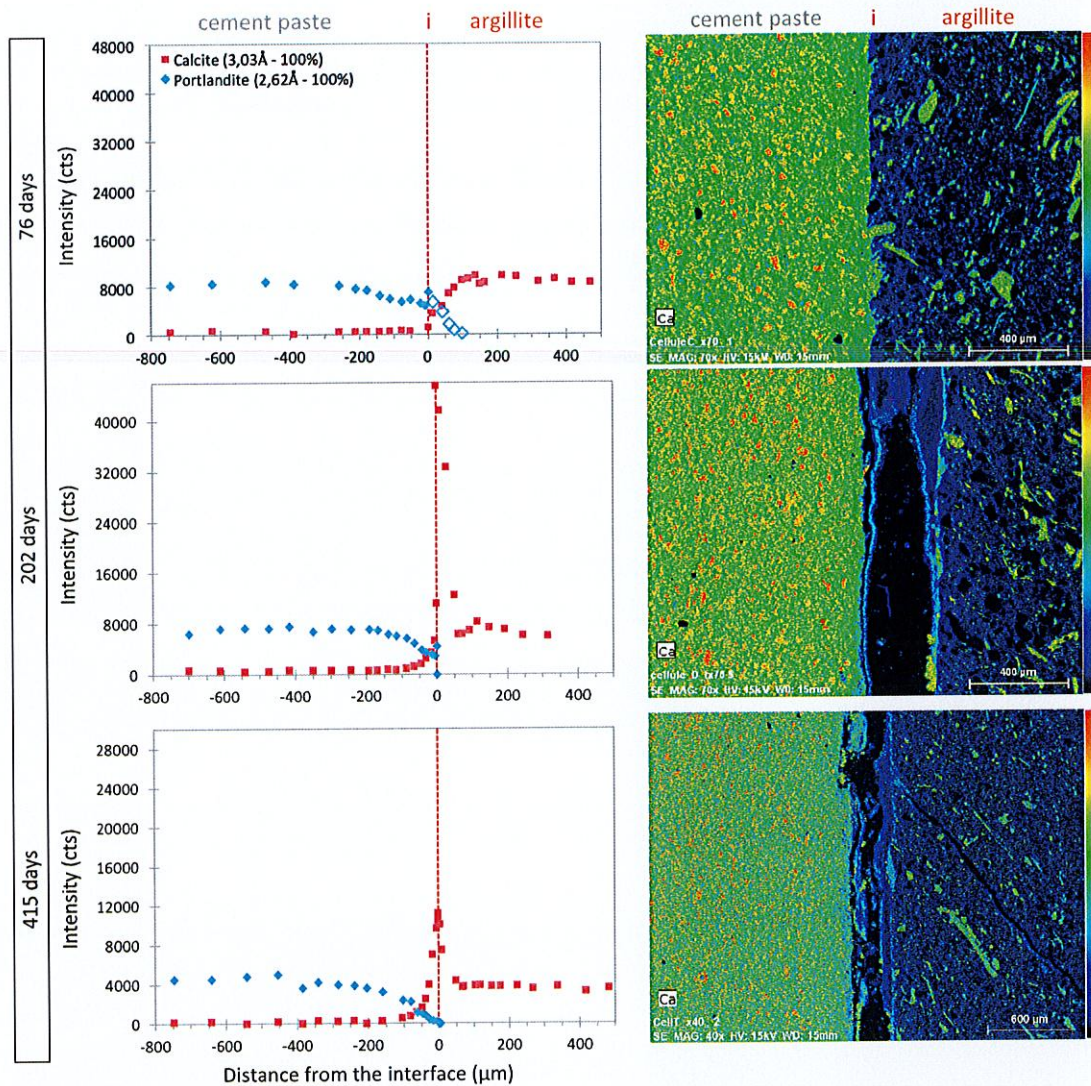 cement paste i argillite
cement paste i argillite
76 days
Intensity (cts)
48000
40000
32000
24000
16000
8000
0
Calcite (3,03Å - 100%)
Portlandite (2,62Å - 100%)
-800 -600 -400 -200 0 200 400
Ca
CelluleC x70 1
SE MAG: 70x HV: 15kV WD: 15mm
400 µm
202 days
Intensity (cts)
40000
32000
24000
16000
8000
0
-800 -600 -400 -200 0 200 400
Ca
SE MAG: 70x HV: 15kV WD: 15mm
400 µm
415 days
Intensity (cts)
28000
24000
20000
16000
12000
8000
4000
0
-800 -600 -400 -200 0 200 400
Distance from the interface (µm)
Ca
x40 2
SE MAG: 40x HV: 15kV WD: 15mm
600 µm